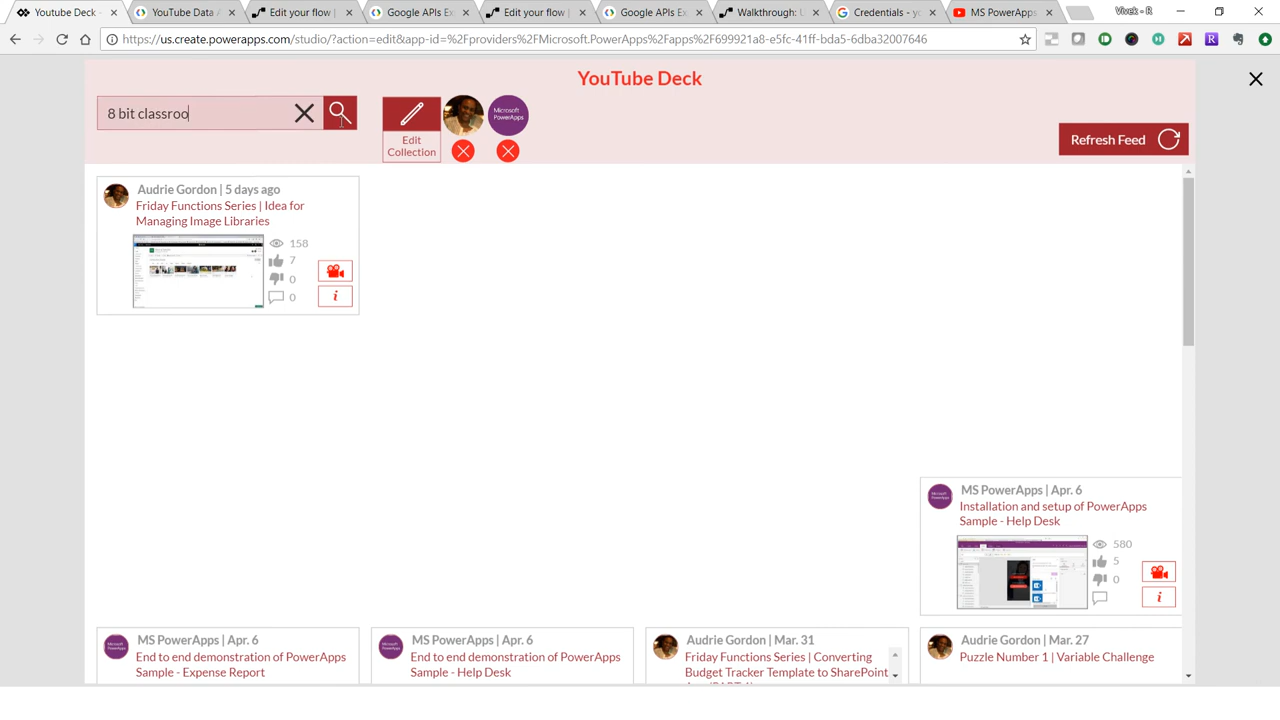 Youtube Deck -
YouTube Data A
Edit your flow |
Google APIs Ex
Edit your flow |
Google APIs Ex
Walkthrough: U
Credentials - yo
MS PowerApps
Vivek - R
https://us.create.powerapps.com/studio/?action=edit&app-id=%2Fproviders%2FMicrosoft.PowerApps%2Fapps%2F699921a8-e5fc-41ff-bda5-6dba32007646
YouTube Deck
8 bit classroo
Edit
Collection
Microsoft
PowerApps
Refresh Feed
Audrie Gordon | 5 days ago
Friday Functions Series | Idea for
Managing Image Libraries
158
7
0
0
i
MS PowerApps | Apr. 6
Installation and setup of PowerApps
Sample - Help Desk
580
5
0
i
MS PowerApps | Apr. 6
End to end demonstration of PowerApps
Sample - Expense Report
MS PowerApps | Apr. 6
End to end demonstration of PowerApps
Sample - Help Desk
Audrie Gordon | Mar. 31
Friday Functions Series | Converting
Budget Tracker Template to SharePoint
Audrie Gordon | Mar. 27
Puzzle Number 1 | Variable Challenge